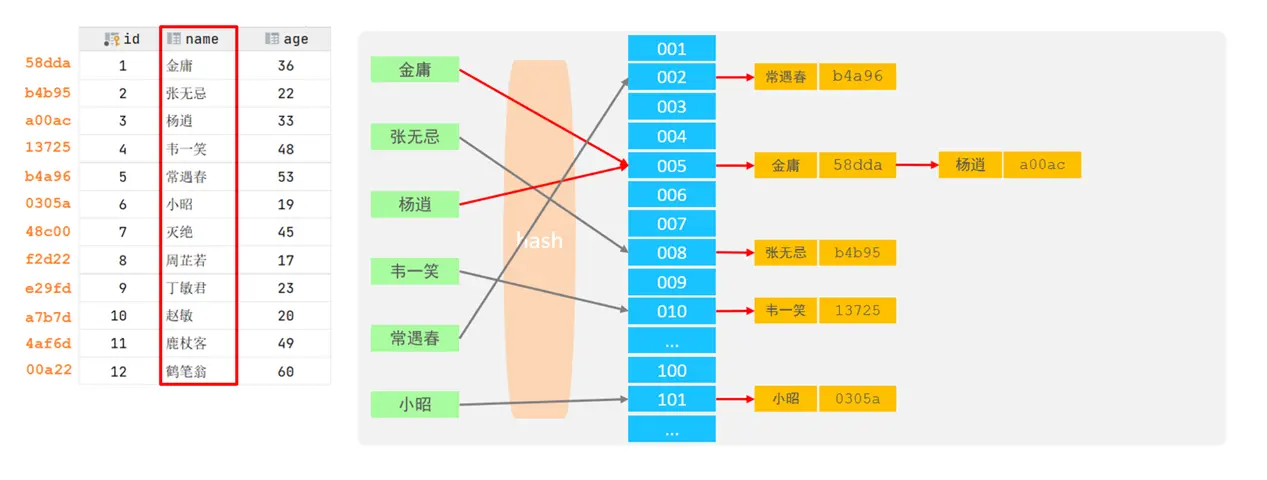 id name age
58dda 1 金庸 36
b4b95 2 张无忌 22
a00ac 3 杨逍 33
13725 4 韦一笑 48
b4a96 5 常遇春 53
0305a 6 小昭 19
48c00 7 灭绝 45
f2d22 8 周芷若 17
e29fd 9 丁敏君 23
a7b7d 10 赵敏 20
4af6d 11 鹿杖客 49
00a22 12 鹤笔翁 60
金庸
张无忌
杨逍
韦一笑
常遇春
小昭
hash
001
002 常遇春 b4a96
003
004
005 金庸 58dda 杨逍 a00ac
006
007
008 张无忌 b4b95
009
010 韦一笑 13725
...
100
101 小昭 0305a
...